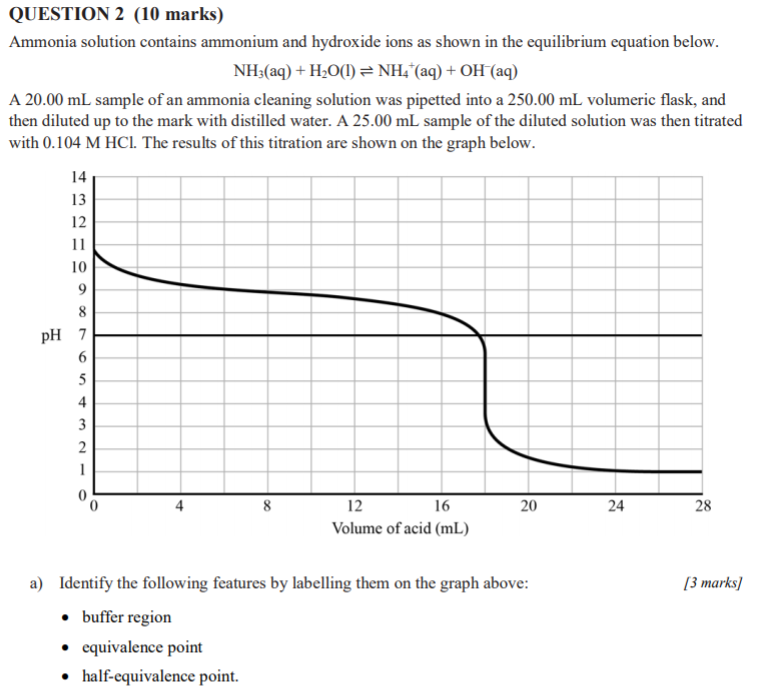 QUESTION 2 (10 marks)
Ammonia solution contains ammonium and hydroxide ions as shown in the equilibrium equation below.
NH₃(aq) + H₂O(l) ⇌ NH₄⁺(aq) + OH⁻(aq)
A 20.00 mL sample of an ammonia cleaning solution was pipetted into a 250.00 mL volumeric flask, and
then diluted up to the mark with distilled water. A 25.00 mL sample of the diluted solution was then titrated
with 0.104 M HCl. The results of this titration are shown on the graph below.
14
13
12
11
10
9
8
pH 7
6
5
4
3
2
1
0
0 4 8 12 16 20 24 28
Volume of acid (mL)
a) Identify the following features by labelling them on the graph above: [3 marks]
• buffer region
• equivalence point
• half-equivalence point.